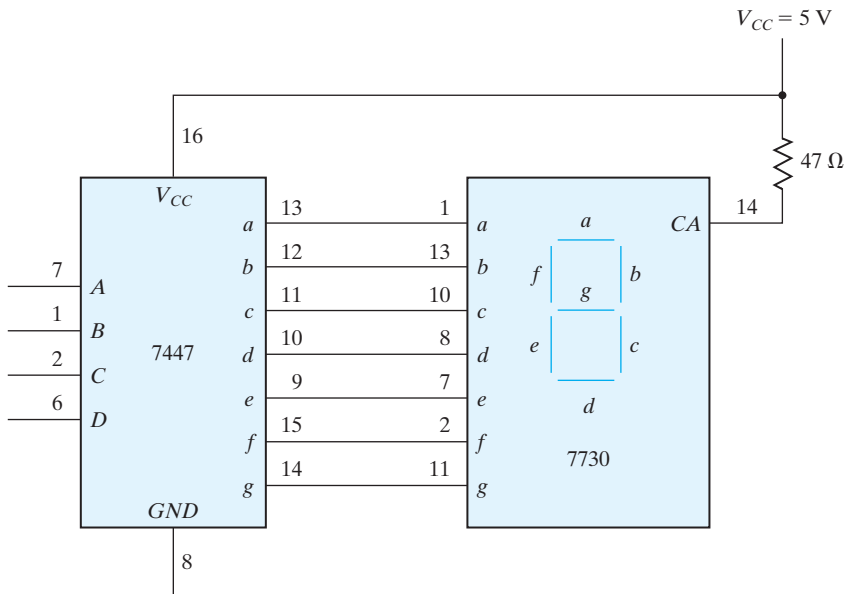 V_CC = 5 V
16
47 Ω
V_CC
14
CA
a 13 1 a
b 12 13 b
c 11 10 c
d 10 8 d
e 9 7 e
f 15 2 f
g 14 11 g
7 A
1 B
2 C
6 D
7447
a
f b
g
e c
d
7730
GND
8